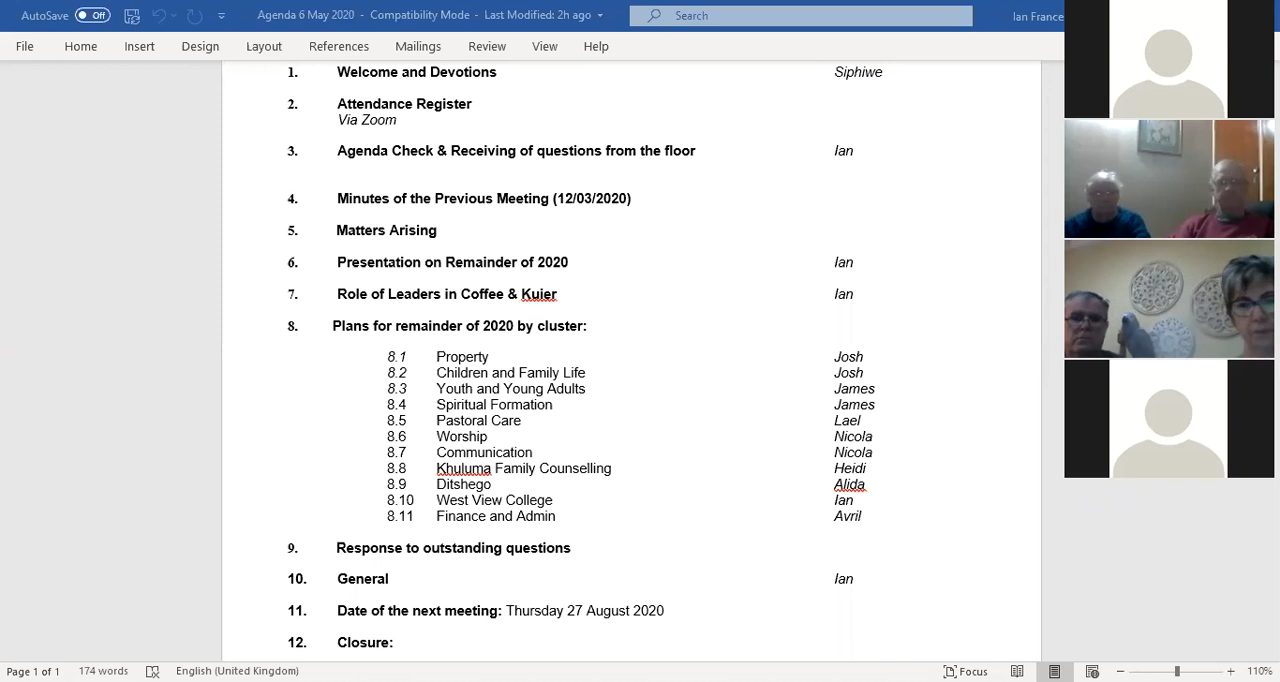 AutoSave Off Agenda 6 May 2020 - Compatibility Mode - Last Modified: 2h ago Search Ian France
File Home Insert Design Layout References Mailings Review View Help
1. Welcome and Devotions Siphiwe
2. Attendance Register
Via Zoom
3. Agenda Check & Receiving of questions from the floor Ian
4. Minutes of the Previous Meeting (12/03/2020)
5. Matters Arising
6. Presentation on Remainder of 2020 Ian
7. Role of Leaders in Coffee & Kuier Ian
8. Plans for remainder of 2020 by cluster:
8.1 Property Josh
8.2 Children and Family Life Josh
8.3 Youth and Young Adults James
8.4 Spiritual Formation James
8.5 Pastoral Care Lael
8.6 Worship Nicola
8.7 Communication Nicola
8.8 Khuluma Family Counselling Heidi
8.9 Ditshego Alida
8.10 West View College Ian
8.11 Finance and Admin Avril
9. Response to outstanding questions
10. General Ian
11. Date of the next meeting: Thursday 27 August 2020
12. Closure:
Page 1 of 1 174 words English (United Kingdom) Focus 110%